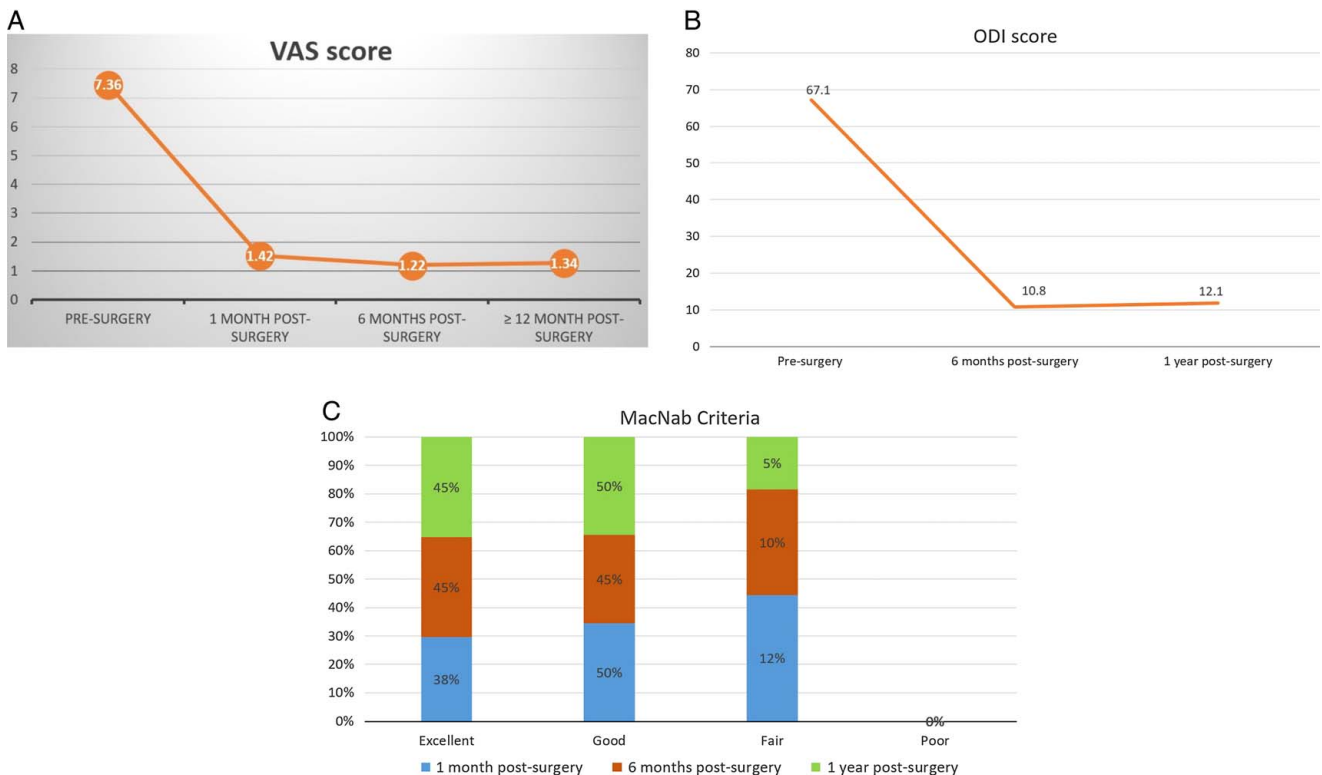 A
VAS score
8
7
6
5
4
3
2
1
0
7.36
1.42
1.22
1.34
PRE-SURGERY
1 MONTH POST-
SURGERY
6 MONTHS POST-
SURGERY
≥ 12 MONTH POST-
SURGERY
B
ODI score
80
70
60
50
40
30
20
10
0
67.1
10.8
12.1
Pre-surgery
6 months post-surgery
1 year post-surgery
C
MacNab Criteria
100%
90%
80%
70%
60%
50%
40%
30%
20%
10%
0%
45%
50%
5%
45%
45%
10%
38%
50%
12%
0%
Excellent
Good
Fair
Poor
1 month post-surgery
6 months post-surgery
1 year post-surgery